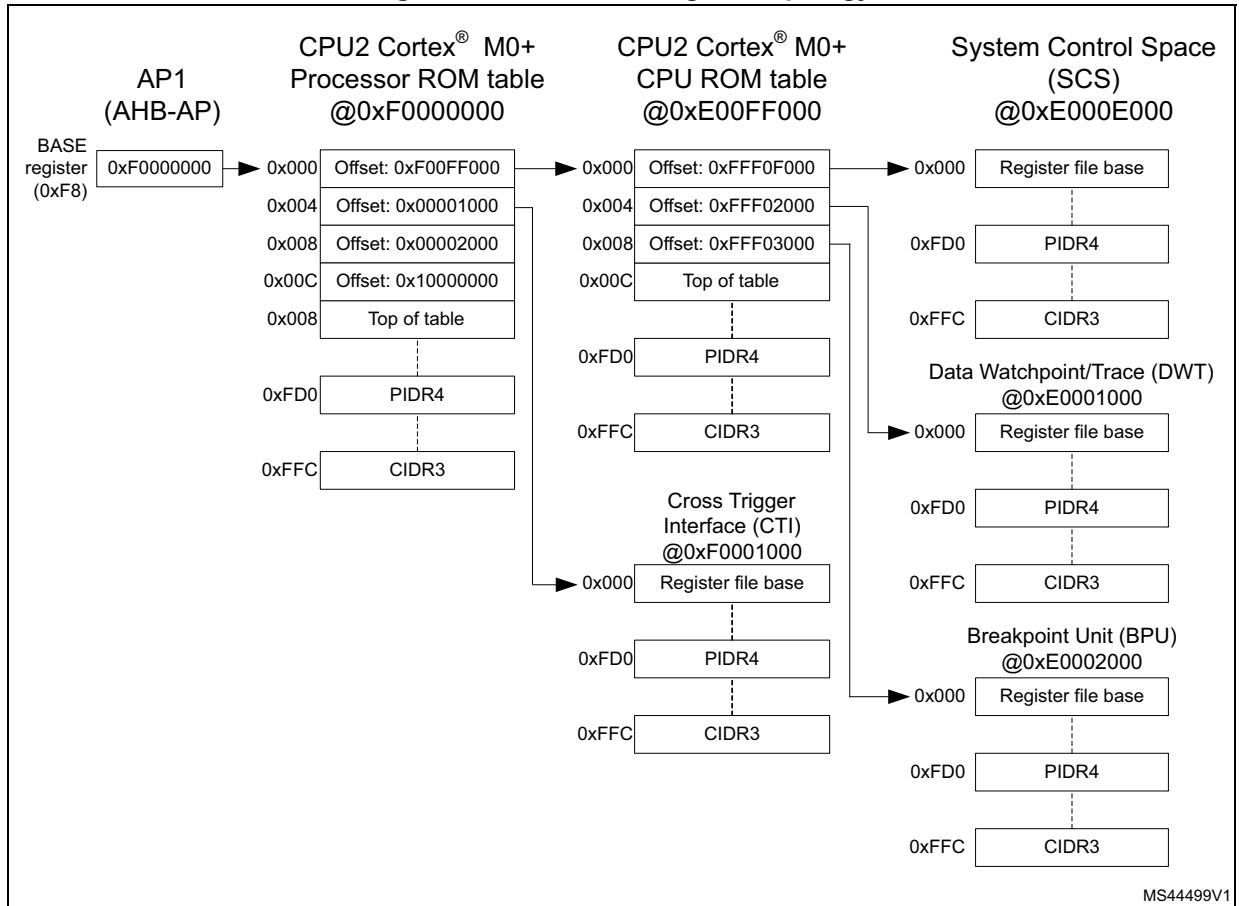 AP1
(AHB-AP)
BASE
register
(0xF8)
0xF0000000
CPU2 Cortex® M0+
Processor ROM table
@0xF0000000
0x000 Offset: 0xF00FF000
0x004 Offset: 0x00001000
0x008 Offset: 0x00002000
0x00C Offset: 0x10000000
0x008 Top of table
0xFD0 PIDR4
0xFFC CIDR3
CPU2 Cortex® M0+
CPU ROM table
@0xE00FF000
0x000 Offset: 0xFFF0F000
0x004 Offset: 0xFFF02000
0x008 Offset: 0xFFF03000
0x00C Top of table
0xFD0 PIDR4
0xFFC CIDR3
Cross Trigger
Interface (CTI)
@0xF0001000
0x000 Register file base
0xFD0 PIDR4
0xFFC CIDR3
System Control Space
(SCS)
@0xE000E000
0x000 Register file base
0xFD0 PIDR4
0xFFC CIDR3
Data Watchpoint/Trace (DWT)
@0xE0001000
0x000 Register file base
0xFD0 PIDR4
0xFFC CIDR3
Breakpoint Unit (BPU)
@0xE0002000
0x000 Register file base
0xFD0 PIDR4
0xFFC CIDR3
MS44499V1